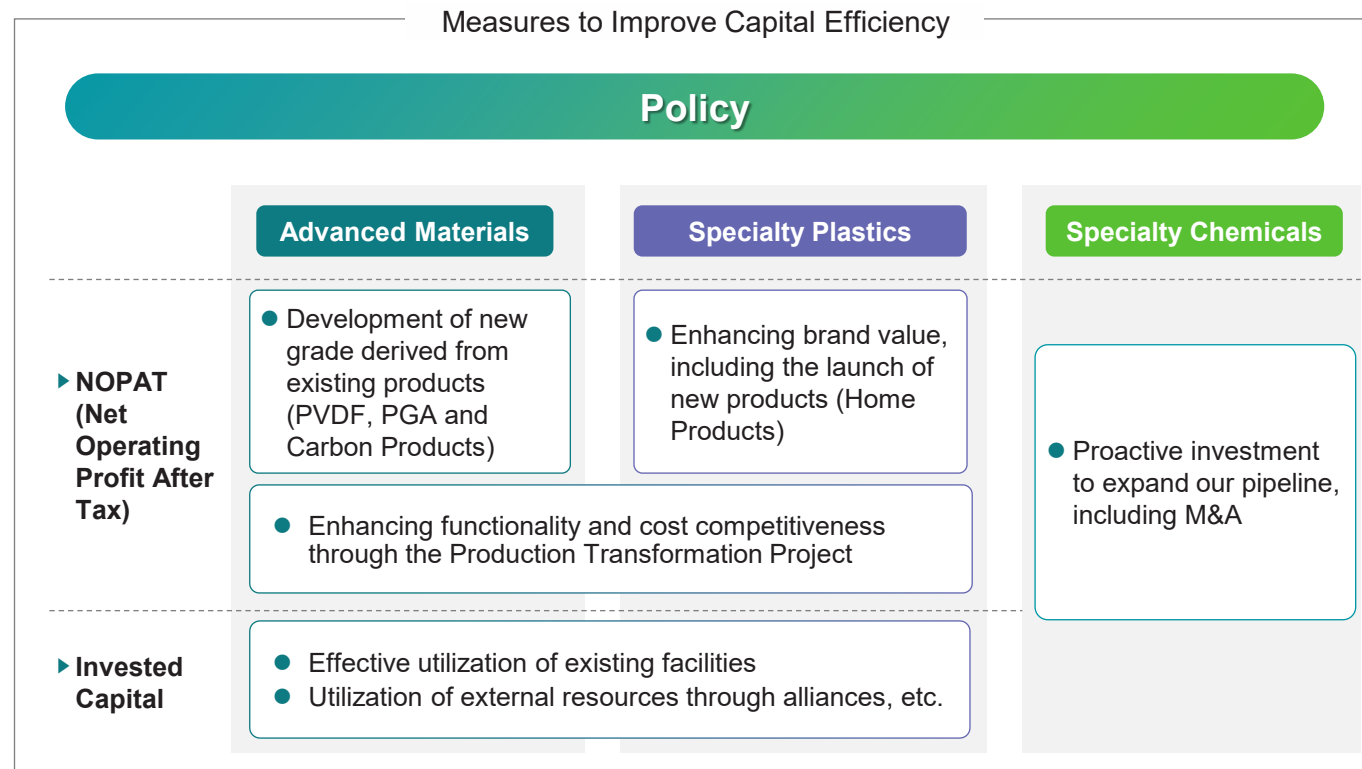 Measures to Improve Capital Efficiency
Policy
Advanced Materials
Specialty Plastics
Specialty Chemicals
NOPAT
(Net
Operating
Profit After
Tax)
● Development of new
grade derived from
existing products
(PVDF, PGA and
Carbon Products)
● Enhancing brand value,
including the launch of
new products (Home
Products)
● Enhancing functionality and cost competitiveness
through the Production Transformation Project
● Proactive investment
to expand our pipeline,
including M&A
Invested
Capital
● Effective utilization of existing facilities
● Utilization of external resources through alliances, etc.